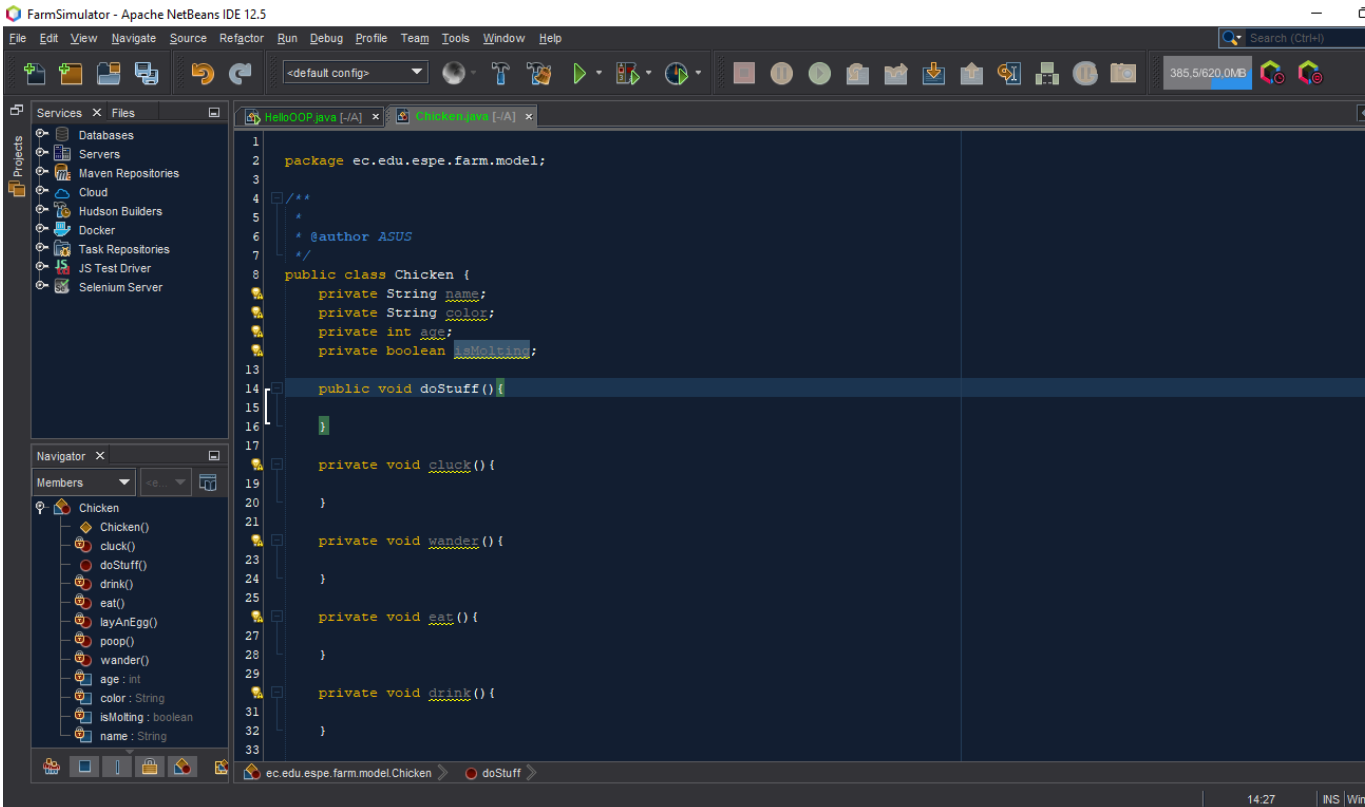 FarmSimulator - Apache NetBeans IDE 12.5
File Edit View Navigate Source Refactor Run Debug Profile Team Tools Window Help
Search (Ctrl+I)
<default config>
385,5/620,0MB
Services Files
HelloOOP.java [-/A]
Chicken.java [-/A]
Projects
Databases
Servers
Maven Repositories
Cloud
Hudson Builders
Docker
Task Repositories
JS Test Driver
Selenium Server
1
2 package ec.edu.espe.farm.model;
3
4 /**
5 *
6 * @author ASUS
7 */
8 public class Chicken {
private String name;
private String color;
private int age;
private boolean isMolting;
13
14 public void doStuff(){
15
16 }
17
private void cluck(){
19
20 }
21
private void wander(){
23
24 }
25
private void eat(){
27
28 }
29
private void drink(){
31
32 }
33
Navigator
Members
<e...
Chicken
Chicken()
cluck()
doStuff()
drink()
eat()
layAnEgg()
poop()
wander()
age : int
color : String
isMolting : boolean
name : String
ec.edu.espe.farm.model.Chicken
doStuff
14:27
INS